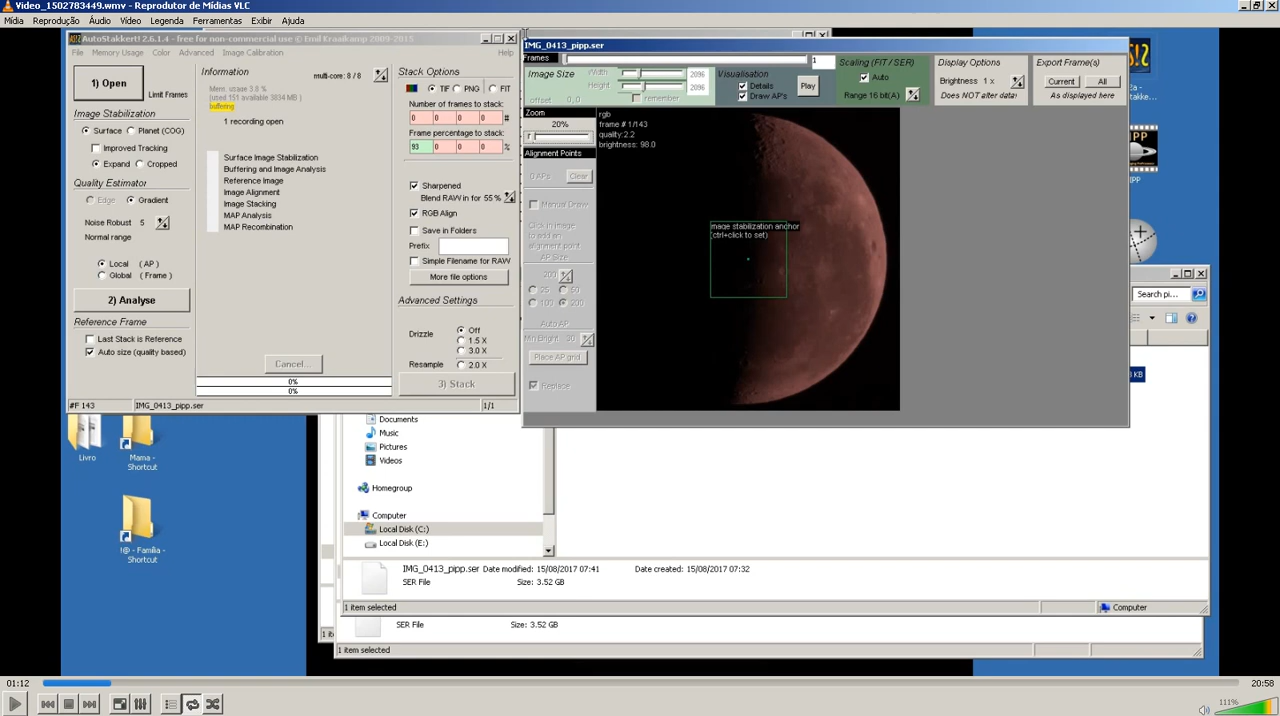 Video_1502783449.wmv - Reprodutor de Mídias VLC
Mídia Reprodução Áudio Vídeo Legenda Ferramentas Exibir Ajuda
AutoStakkert! 2.6.1.4 - free for non-commercial use © Emil Kraaikamp 2009-2015
File Memory Usage Color Advanced Image Calibration Help
1) Open
Limit Frames
Image Stabilization
Surface Planet (COG)
Improved Tracking
Expand Cropped
Quality Estimator
Edge Gradient
Noise Robust 5
Normal range
Local (AP)
Global (Frame)
2) Analyse
Reference Frame
Last Stack is Reference
Auto size (quality based)
#F 143 IMG_0413_pipp.ser 1/1
Information multi-core: 8 / 8
Mem. usage 3.8 %
(used 151 available 3834 MB)
buffering
1 recording open
Surface Image Stabilization
Buffering and Image Analysis
Reference Image
Image Alignment
Image Stacking
MAP Analysis
MAP Recombination
Cancel...
0%
0%
Stack Options
TIF PNG FIT
Number of frames to stack:
0 0 0 0 #
Frame percentage to stack:
93 0 0 0 %
Sharpened
Blend RAW in for 55 %
RGB Align
Save in Folders
Prefix
Simple Filename for RAW
More file options
Advanced Settings
Drizzle Off
1.5 X
3.0 X
Resample: 2.0 X
3) Stack
IMG_0413_pipp.ser
Frames 1
Image Size Width 2096
Height 2096
offset 0, 0 remember
Visualisation
Details
Draw AP's
Play
Scaling (FIT / SER)
Auto
Range 16 bit(A)
Display Options
Brightness 1 x
Does NOT alter data!
Export Frame(s)
Current All
As displayed here
Zoom
20%
Alignment Points
0 APs Clear
Manual Draw
Click in Image
to add an
alignment point
AP Size
200
25 50
100 200
Auto AP
Min Bright 30
Place AP grid
Replace
rgb
frame # 1/143
quality:2.2
brightness: 98.0
image stabilization anchor
(ctrl+click to set)
Search pi...
Livro
Mama - Shortcut
!@ - Família - Shortcut
Documents
Music
Pictures
Videos
Homegroup
Computer
Local Disk (C:)
Local Disk (E:)
IMG_0413_pipp.ser Date modified: 15/08/2017 07:41 Date created: 15/08/2017 07:32
SER File Size: 3.52 GB
1 item selected Computer
SER File Size: 3.52 GB
1 item selected
01:12 20:58
111%